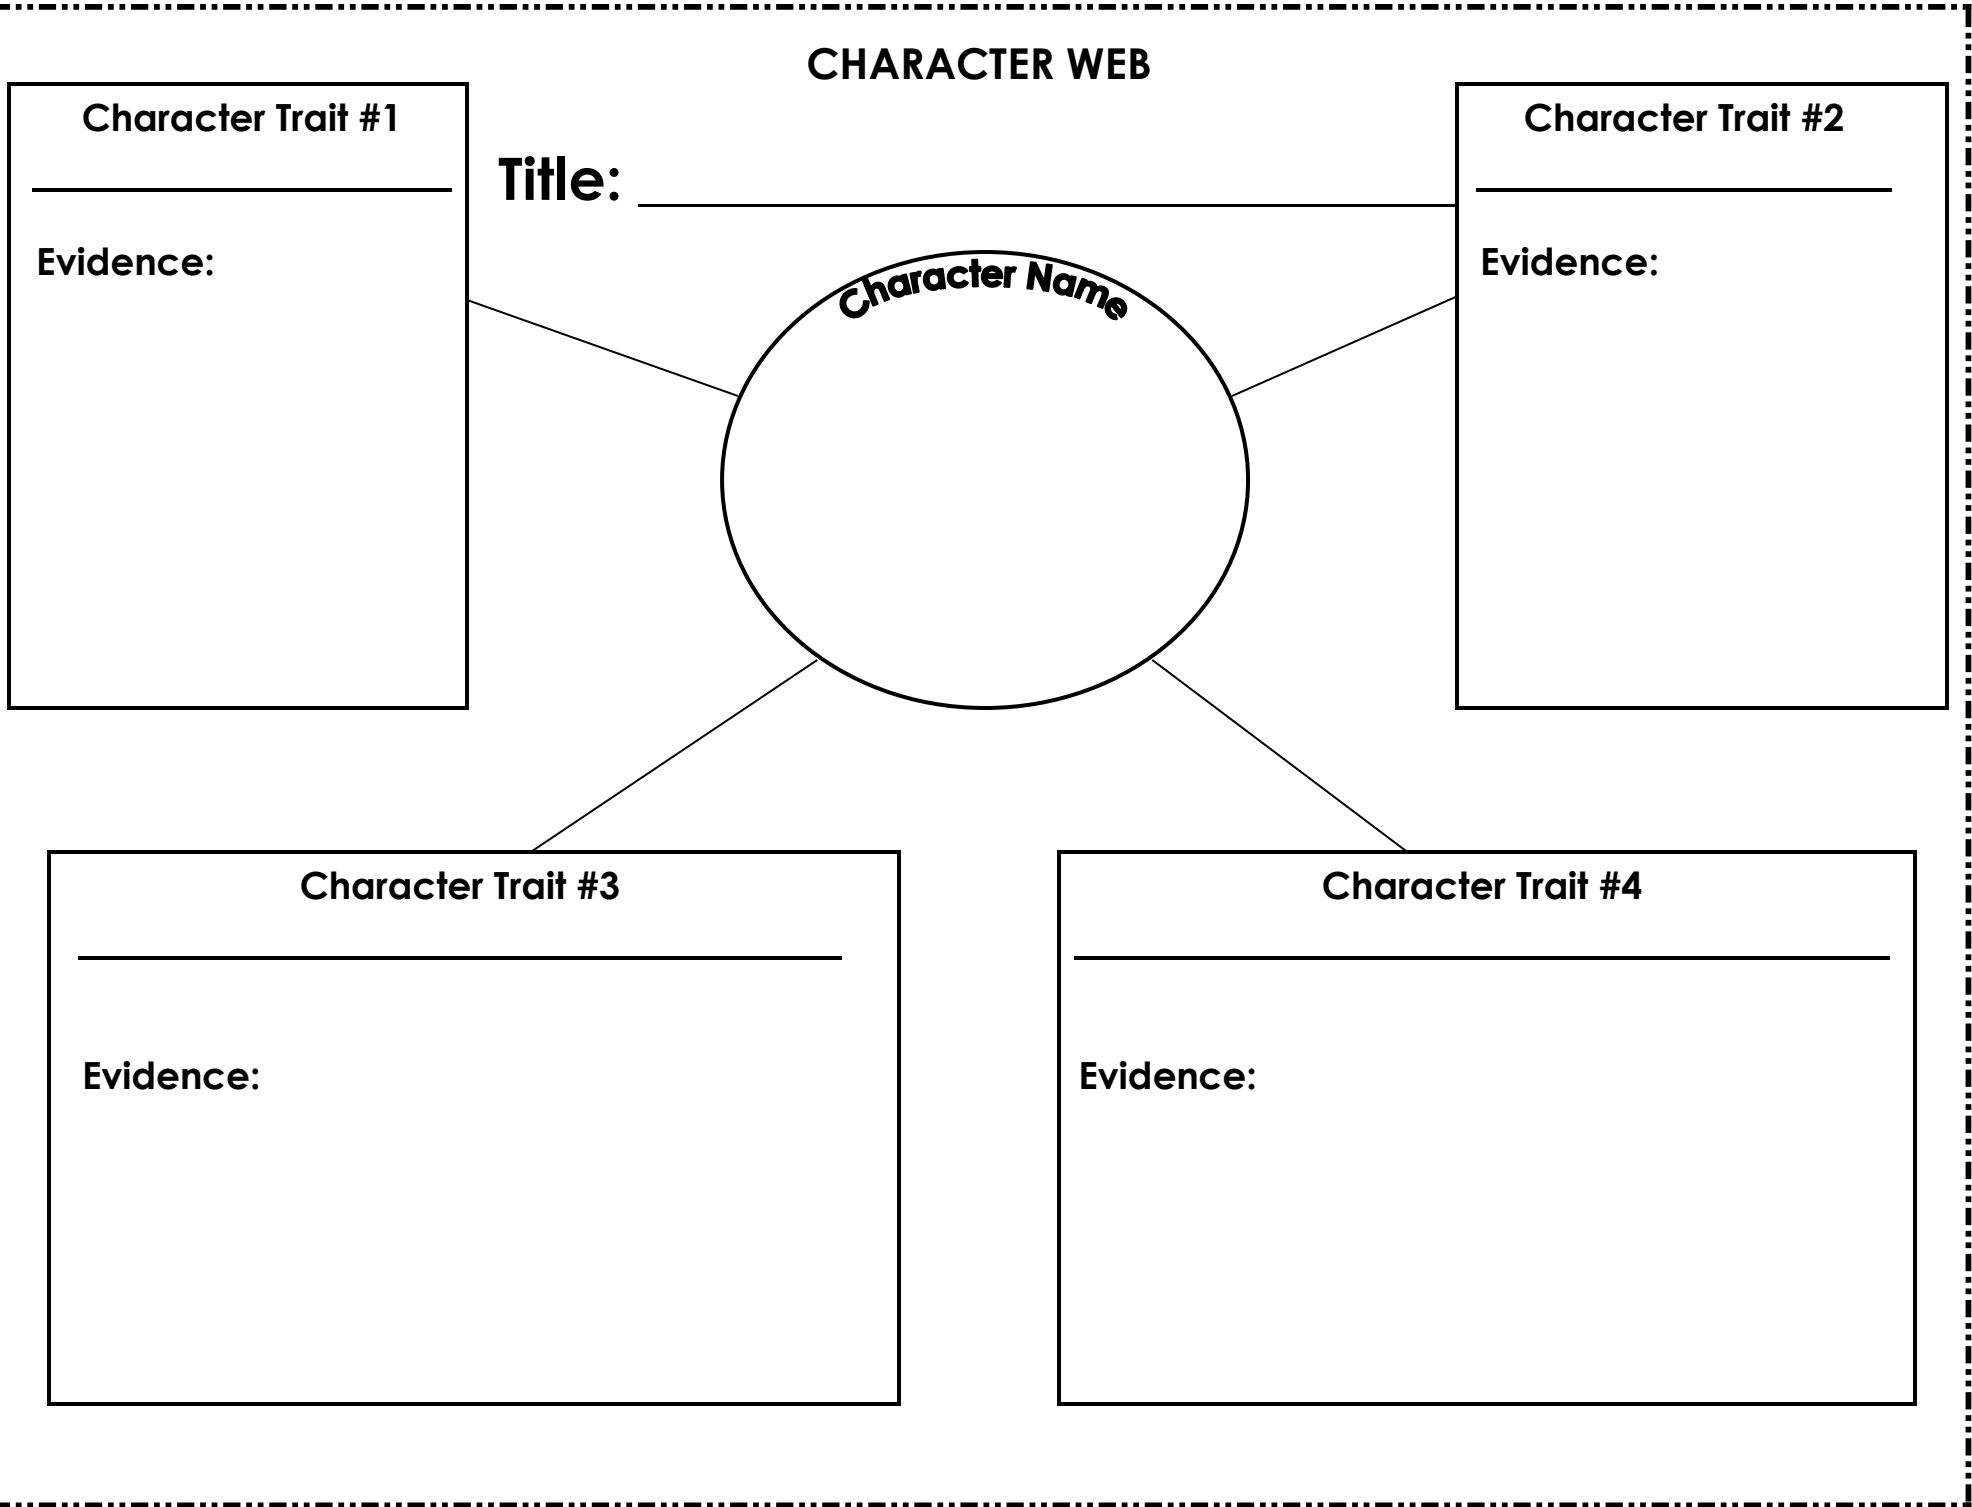 CHARACTER WEB
Character Trait #1
Evidence:
Title:
Character Trait #2
Evidence:
Character Name
Character Trait #3
Evidence:
Character Trait #4
Evidence: